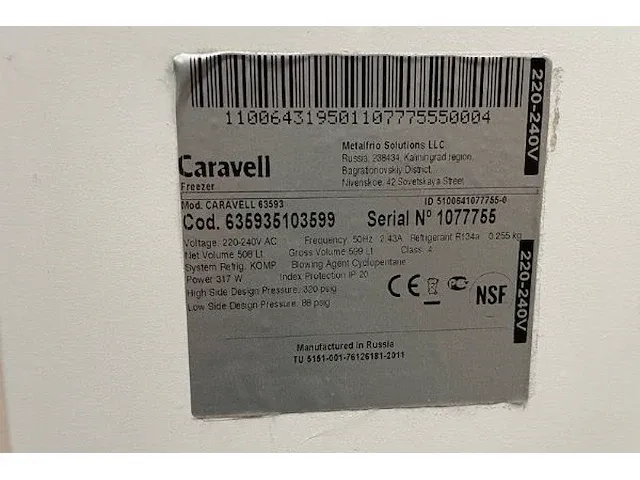 110064319501107775550004
Caravell
Freezer
Metalfrio Solutions LLC
Russia, 238434, Kaliningrad region,
Bagrationovskiy District,
Nivenskoe, 42 Sovetskaya Street
Mod. CARAVELL 63593
ID 5100641077755-0
Cod. 635935103599 Serial Nº 1077755
Voltage: 220-240V AC Frequency: 50Hz 2.43A Refrigerant R134a 0.255 kg
Net Volume 508 Lt Gross Volume 599 Lt Class. 4
System Refrig. KOMP Blowing Agent Cyclopentane
Power 317 W Index Protection IP 20
High Side Design Pressure: 320 psig
Low Side Design Pressure: 88 psig
CE
NSF
Manufactured in Russia
TU 5151-001-76126181-2011
220-240V
220-240V